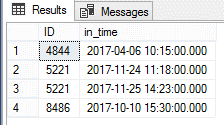 Results Messages
ID in_time
1 4844 2017-04-06 10:15:00.000
2 5221 2017-11-24 11:18:00.000
3 5221 2017-11-25 14:23:00.000
4 8486 2017-10-10 15:30:00.000